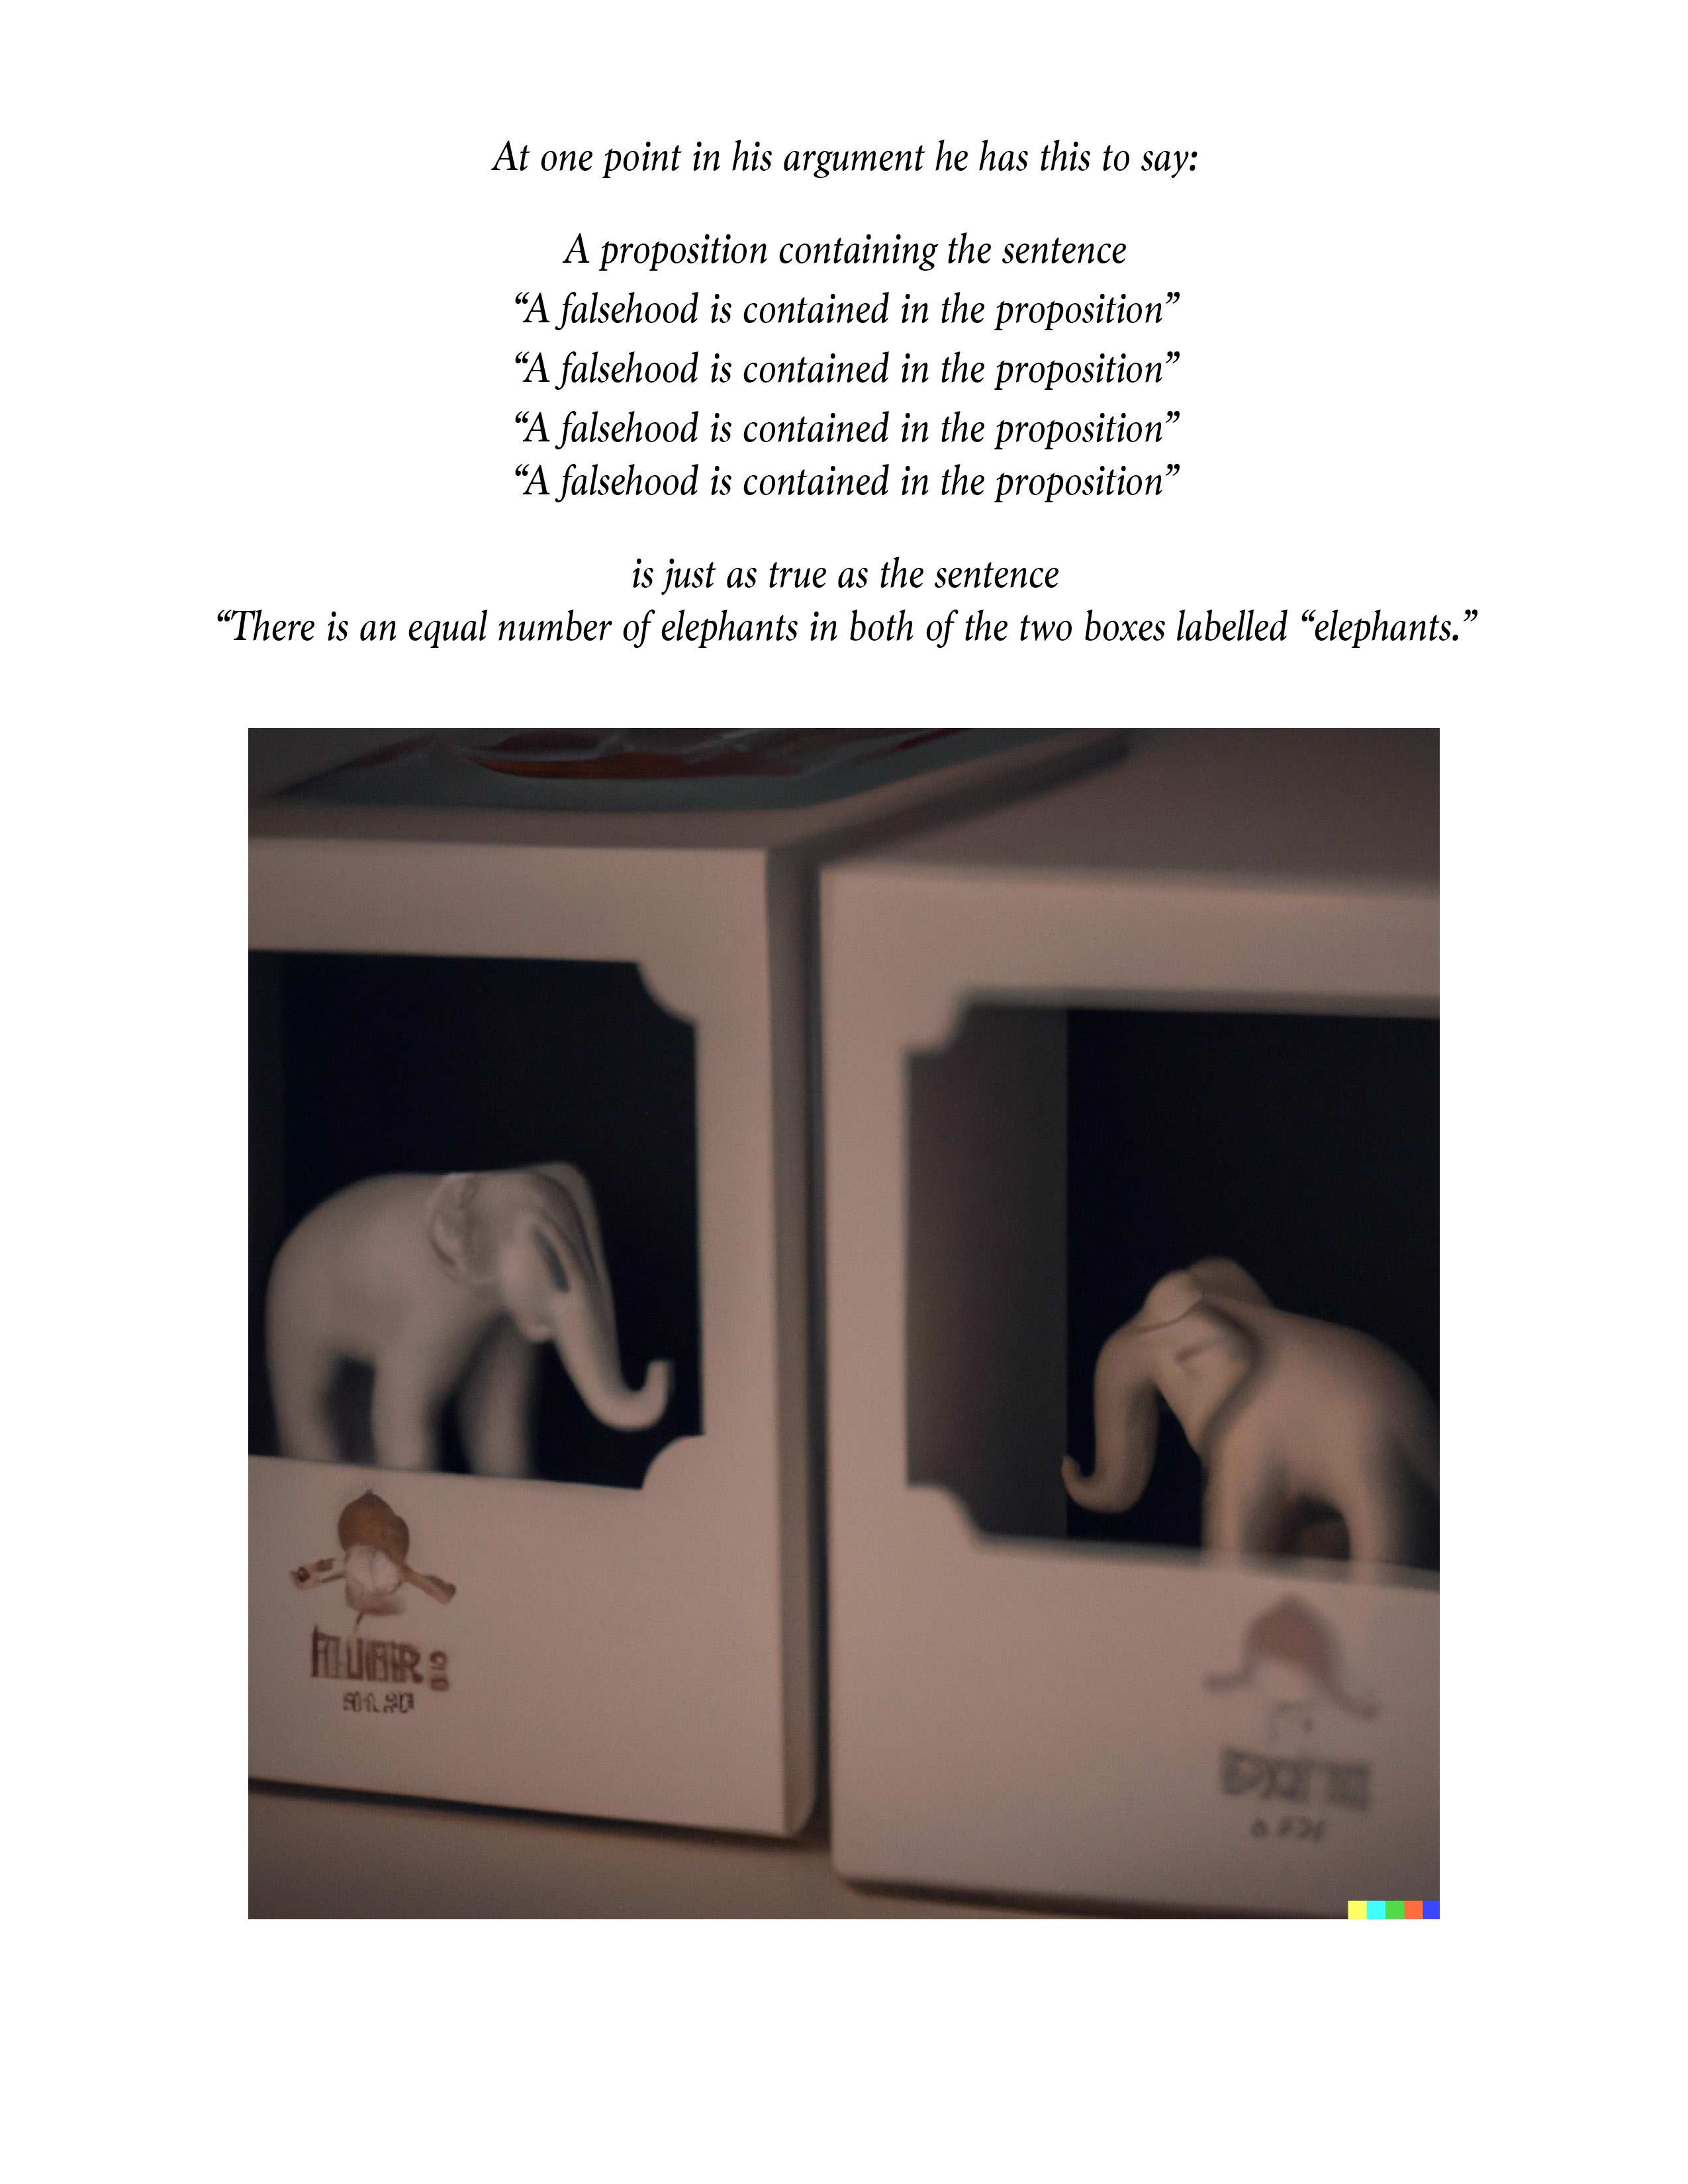 At one point in his argument he has this to say:
A proposition containing the sentence
“A falsehood is contained in the proposition”
“A falsehood is contained in the proposition”
“A falsehood is contained in the proposition”
“A falsehood is contained in the proposition”
is just as true as the sentence
“There is an equal number of elephants in both of the two boxes labelled “elephants.”